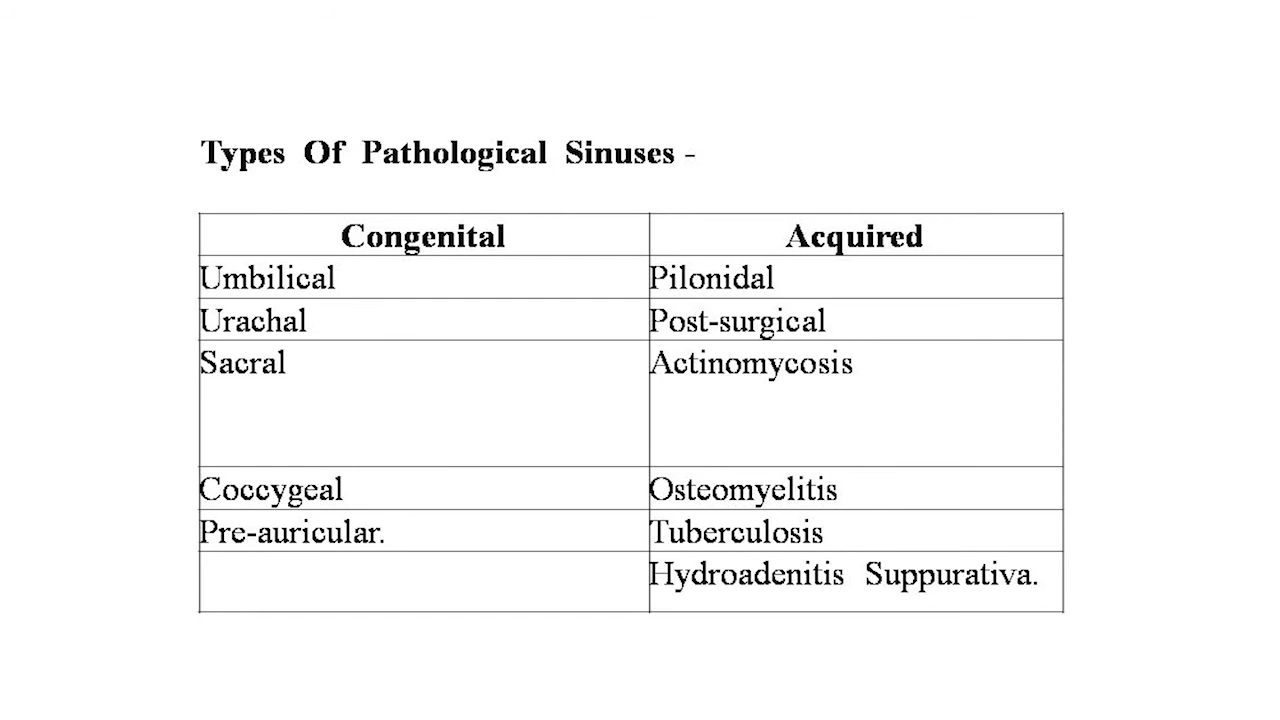 Types Of Pathological Sinuses -
Congenital Acquired
Umbilical Pilonidal
Urachal Post-surgical
Sacral Actinomycosis
Coccygeal Osteomyelitis
Pre-auricular. Tuberculosis
Hydroadenitis Suppurativa.